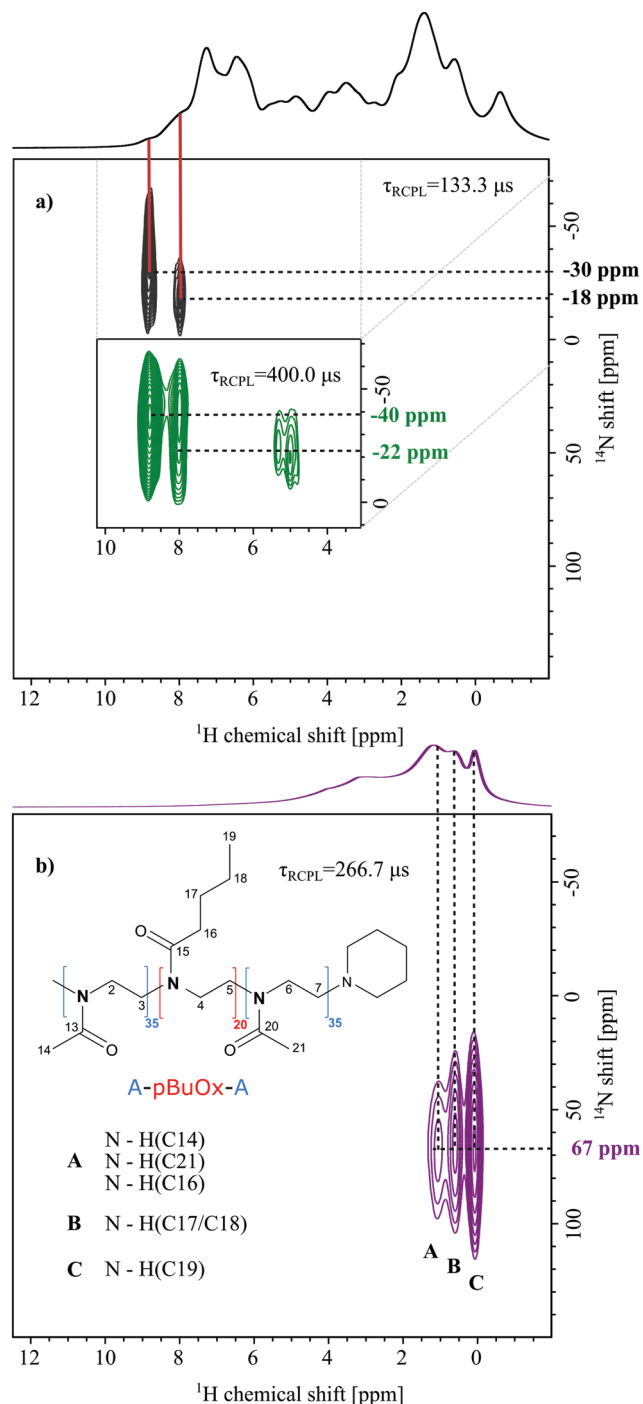 a)
τRCPL=133.3 μs
-50
-30 ppm
-18 ppm
0
τRCPL=400.0 μs
-50
-40 ppm
-22 ppm
0
10 8 6 4
50
100
¹⁴N shift [ppm]
12 10 8 6 4 2 0
¹H chemical shift [ppm]
b)
τRCPL=266.7 μs
-50
0
50
67 ppm
100
¹⁴N shift [ppm]
19
18
17
16
O
15
N
2
3
35
N
4
5
20
N
6
7
35
N
13
14
O
20
O
21
A-pBuOx-A
N - H(C14)
A N - H(C21)
N - H(C16)
B N - H(C17/C18)
C N - H(C19)
A
B
C
12 10 8 6 4 2 0
¹H chemical shift [ppm]